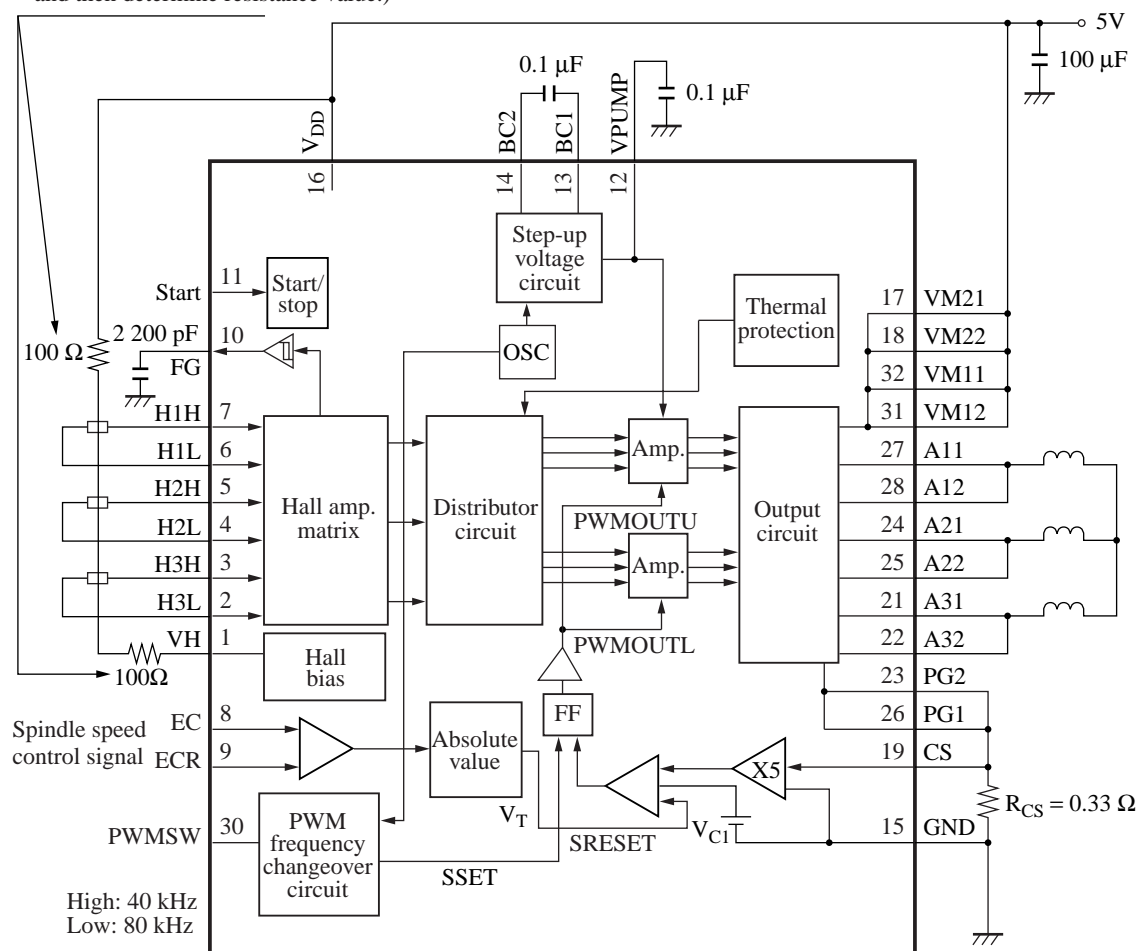 and then determine resistance value.)
5V
100 µF
0.1 µF
0.1 µF
VDD
BC2
BC1
VPUMP
16
14
13
12
Step-up
voltage
circuit
Start
11
Start/
stop
Thermal
protection
OSC
17
VM21
18
VM22
32
VM11
31
VM12
100 Ω
2 200 pF
10
FG
H1H
7
H1L
6
H2H
5
H2L
4
H3H
3
H3L
2
VH
1
100Ω
Hall amp.
matrix
Distributor
circuit
Amp.
PWMOUTU
Amp.
PWMOUTL
Output
circuit
27
A11
28
A12
24
A21
25
A22
21
A31
22
A32
23
PG2
26
PG1
19
CS
15
GND
RCS = 0.33 Ω
Hall
bias
FF
Spindle speed
control signal
EC
8
ECR
9
Absolute
value
X5
VT
VC1
SRESET
SSET
PWMSW
30
PWM
frequency
changeover
circuit
High: 40 kHz
Low: 80 kHz